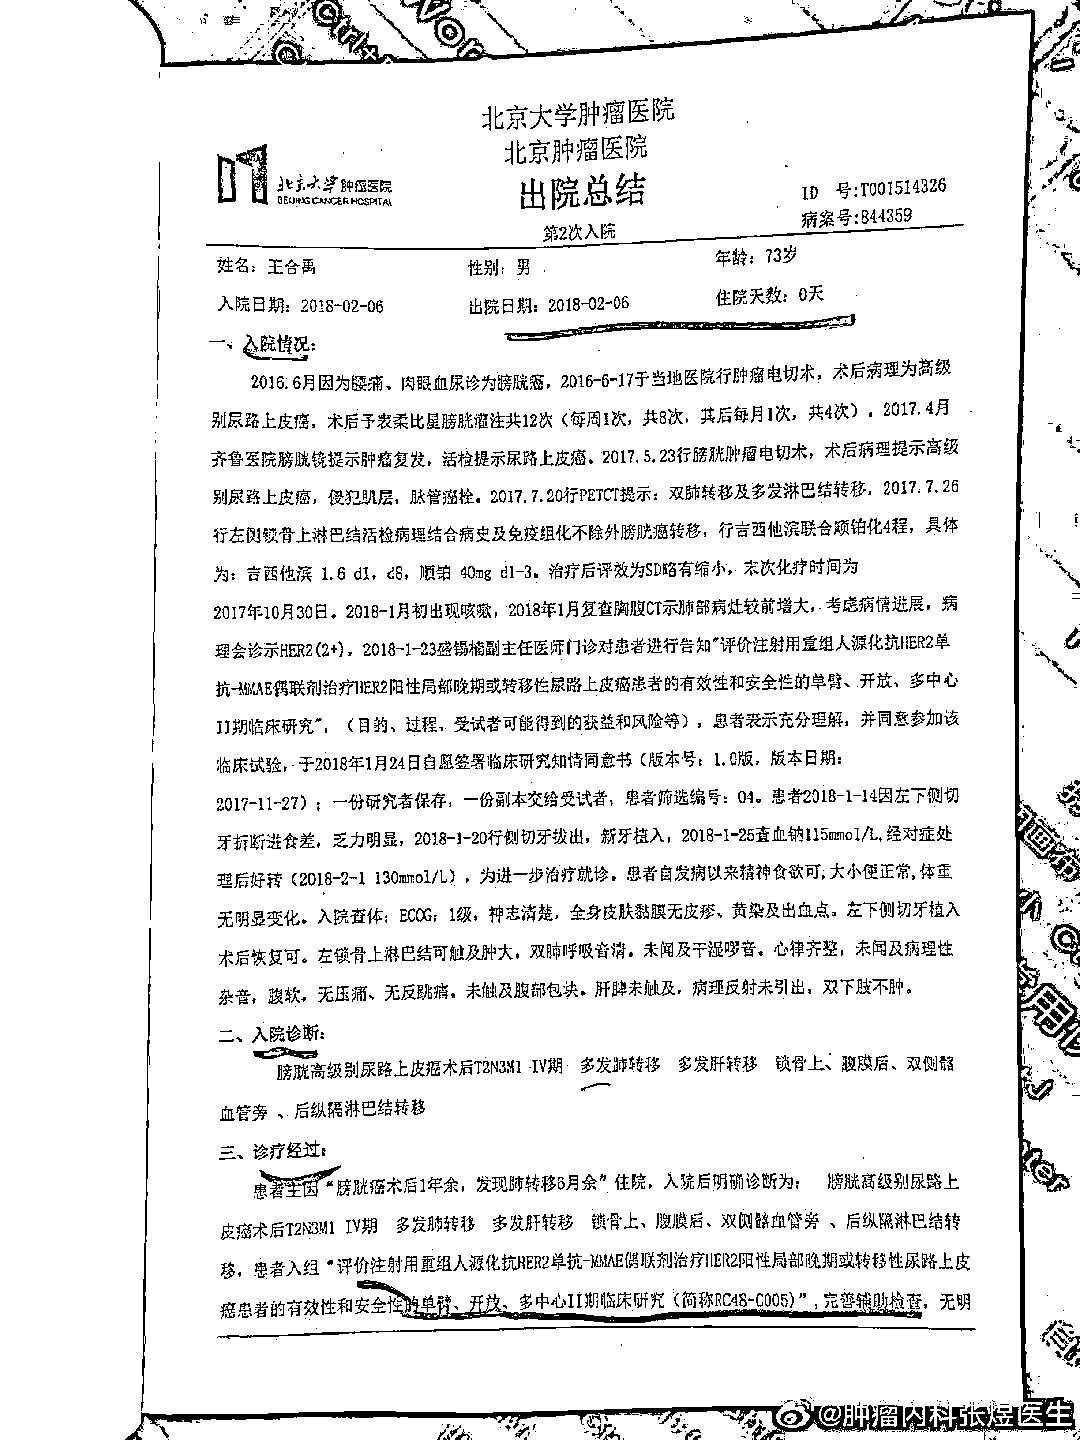 Wor
Ctrl+
北京大学肿瘤医院
北京肿瘤医院
北京大学肿瘤医院
BEIJING CANCER HOSPITAL
出院总结
ID 号:T001514326
病案号:844359
第2次入院
姓名: 王合禹 性别: 男 年龄: 73岁
入院日期: 2018-02-06 出院日期: 2018-02-06 住院天数: 0天
一、入院情况:
2016.6月因为腰痛、肉眼血尿诊为膀胱癌, 2016-6-17于当地医院行肿瘤电切术, 术后病理为高级
别尿路上皮癌, 术后予表柔比星膀胱灌注共12次 (每周1次, 共8次, 其后每月1次, 共4次) 。2017.4月
齐鲁医院膀胱镜提示肿瘤复发, 活检提示尿路上皮癌。2017.5.23行膀胱肿瘤电切术, 术后病理提示高级
别尿路上皮癌, 侵犯肌层, 脉管癌栓。2017.7.20行PETCT提示: 双肺转移及多发淋巴结转移, 2017.7.26
行左侧锁骨上淋巴结活检病理结合病史及免疫组化不除外膀胱癌转移, 行吉西他滨联合顺铂化4程, 具体
为: 吉西他滨 1.6 d1, d8, 顺铂 40mg d1-3。治疗后评效为SD略有缩小, 末次化疗时间为
2017年10月30日。2018-1月初出现咳嗽, 2018年1月复查胸腹CT示肺部病灶较前增大, 考虑病情进展, 病
理会诊示HER2(2+), 2018-1-23盛锡楠副主任医师门诊对患者进行告知"评价注射用重组人源化抗HER2单
抗-MMAE偶联剂治疗HER2阳性局部晚期或转移性尿路上皮癌患者的有效性和安全性的单臂、开放、多中心
II期临床研究", (目的、过程、受试者可能得到的获益和风险等) , 患者表示充分理解, 并同意参加该
临床试验, 于2018年1月24日自愿签署临床研究知情同意书 (版本号: 1.0版, 版本日期:
2017-11-27) ; 一份研究者保存, 一份副本交给受试者, 患者筛选编号: 04。患者2018-1-14因左下侧切
牙折断进食差, 乏力明显, 2018-1-20行侧切牙拔出, 新牙植入, 2018-1-25查血钠115mmol/L,经对症处
理后好转 (2018-2-1 130mmol/L) , 为进一步治疗就诊。患者自发病以来精神食欲可,大小便正常,体重
无明显变化。入院查体: ECOG: 1级, 神志清楚, 全身皮肤黏膜无皮疹、黄染及出血点。左下侧切牙植入
术后恢复可。左锁骨上淋巴结可触及肿大, 双肺呼吸音清。未闻及干湿啰音。心律齐整, 未闻及病理性
杂音, 腹软, 无压痛、无反跳痛。未触及腹部包块。肝脾未触及, 病理反射未引出, 双下肢不肿。
二、入院诊断:
膀胱高级别尿路上皮癌术后T2N3M1 IV期 多发肺转移 多发肝转移 锁骨上、腹膜后、双侧髂
血管旁 、后纵隔淋巴结转移
三、诊疗经过:
患者主因"膀胱癌术后1年余, 发现肺转移6月余"住院, 入院后明确诊断为: 膀胱高级别尿路上
皮癌术后T2N3M1 IV期 多发肺转移 多发肝转移 锁骨上、腹膜后、双侧髂血管旁 、后纵隔淋巴结转
移, 患者入组"评价注射用重组人源化抗HER2单抗-MMAE偶联剂治疗HER2阳性局部晚期或转移性尿路上皮
癌患者的有效性和安全性的单臂、开放、多中心II期临床研究 (简称RC48-C005)",完善辅助检查, 无明
@肿瘤内科张煜医生